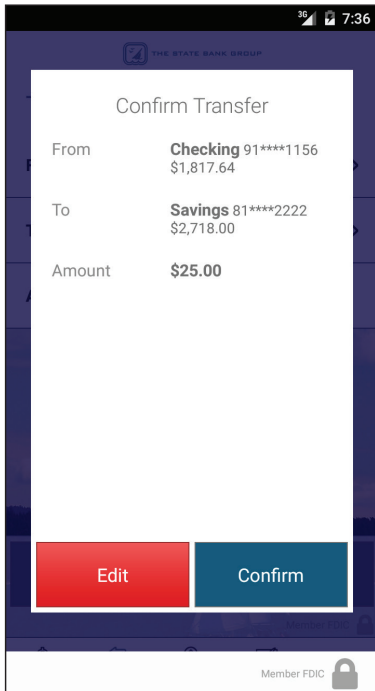 3G 7:36
THE STATE BANK GROUP
Confirm Transfer
From Checking 91****1156
$1,817.64
To Savings 81****2222
$2,718.00
Amount $25.00
Edit Confirm
Member FDIC
Member FDIC